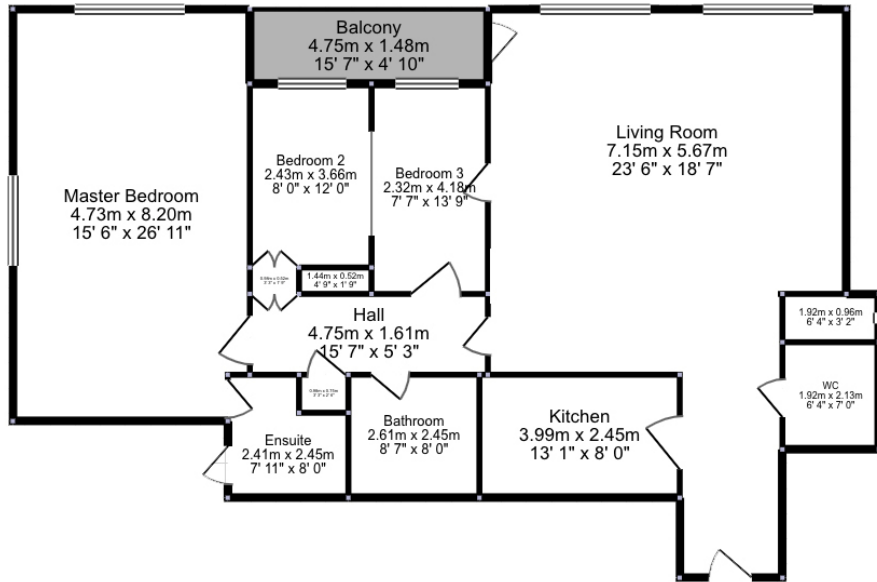 Balcony
4.75m x 1.48m
15' 7" x 4' 10"
Living Room
7.15m x 5.67m
23' 6" x 18' 7"
Bedroom 2
2.43m x 3.66m
8' 0" x 12' 0"
Bedroom 3
2.32m x 4.18m
7' 7" x 13' 9"
Master Bedroom
4.73m x 8.20m
15' 6" x 26' 11"
1.44m x 0.52m
4' 9" x 1' 9"
Hall
4.75m x 1.61m
15' 7" x 5' 3"
1.92m x 0.96m
6' 4" x 3' 2"
WC
1.92m x 2.13m
6' 4" x 7' 0"
Ensuite
2.41m x 2.45m
7' 11" x 8' 0"
Bathroom
2.61m x 2.45m
8' 7" x 8' 0"
Kitchen
3.99m x 2.45m
13' 1" x 8' 0"